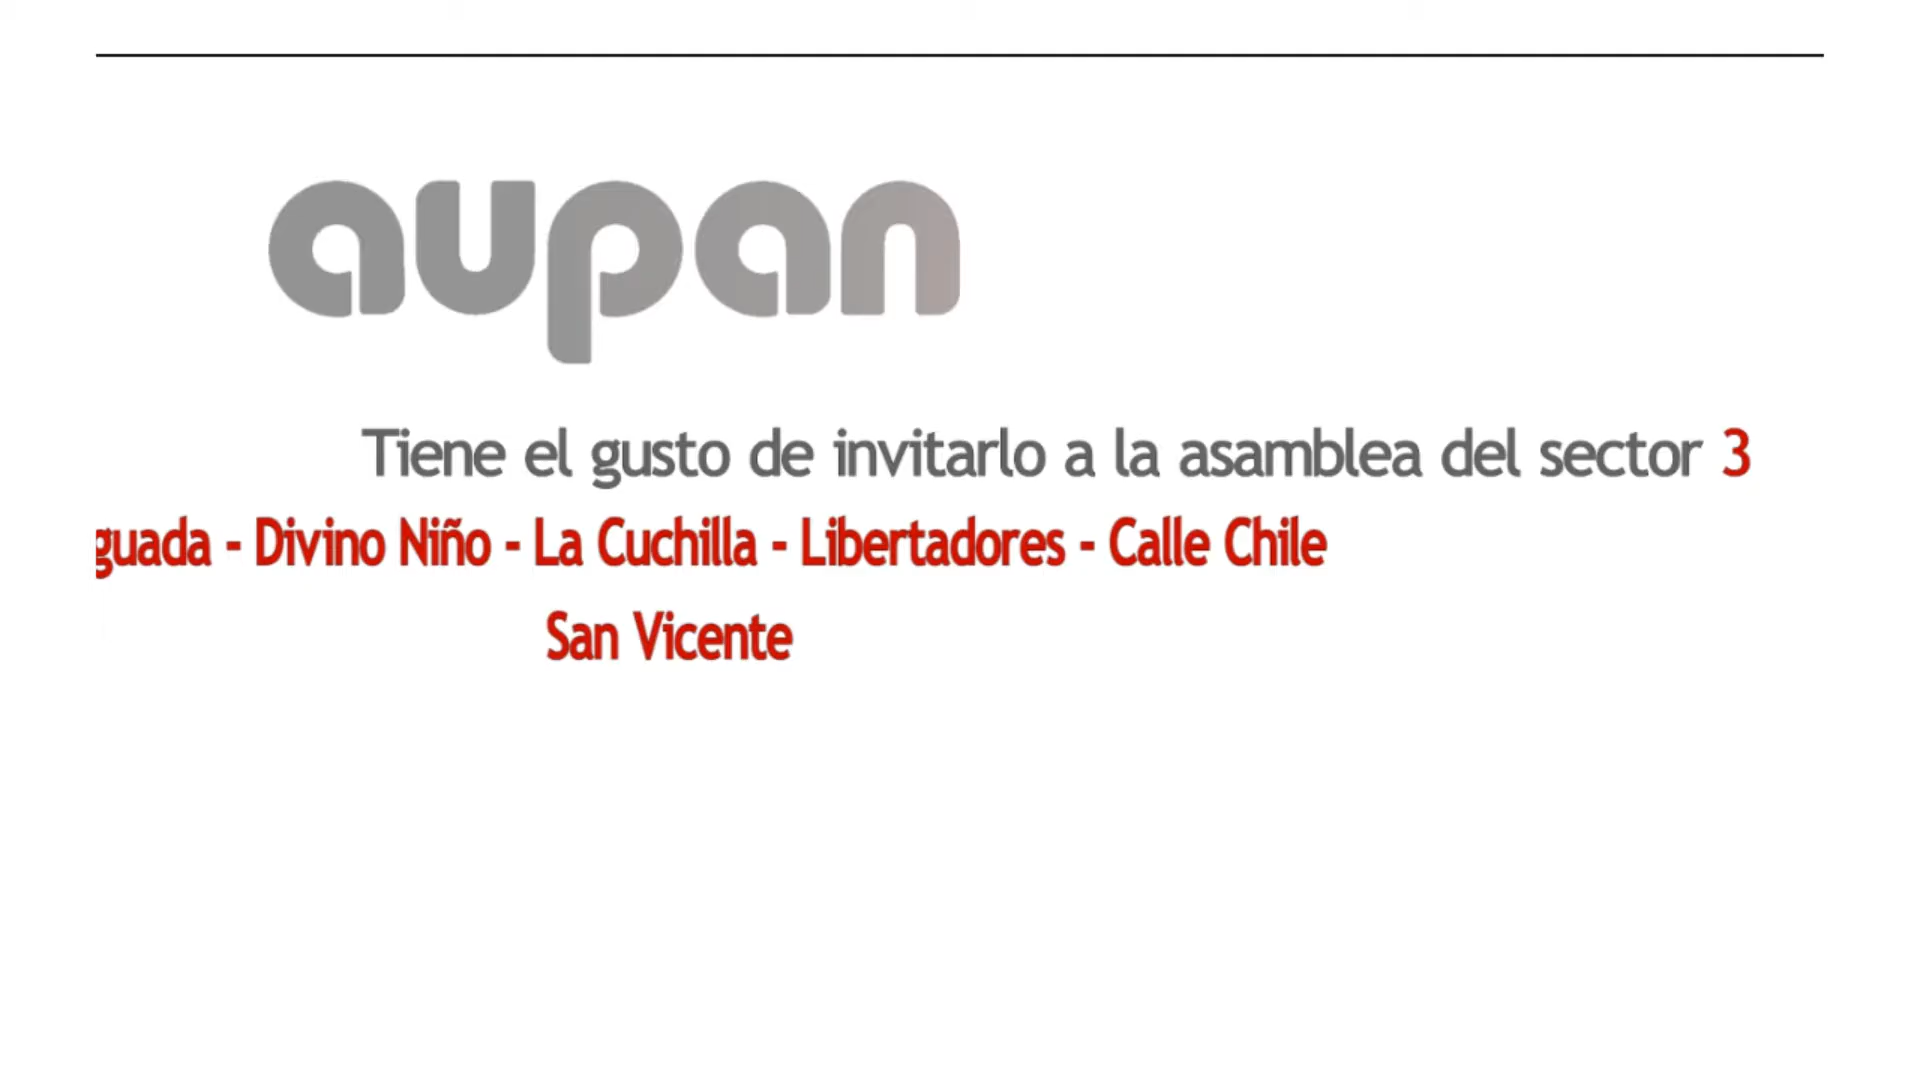 aupan
Tiene el gusto de invitarlo a la asamblea del sector 3
guada - Divino Niño - La Cuchilla - Libertadores - Calle Chile
San Vicente